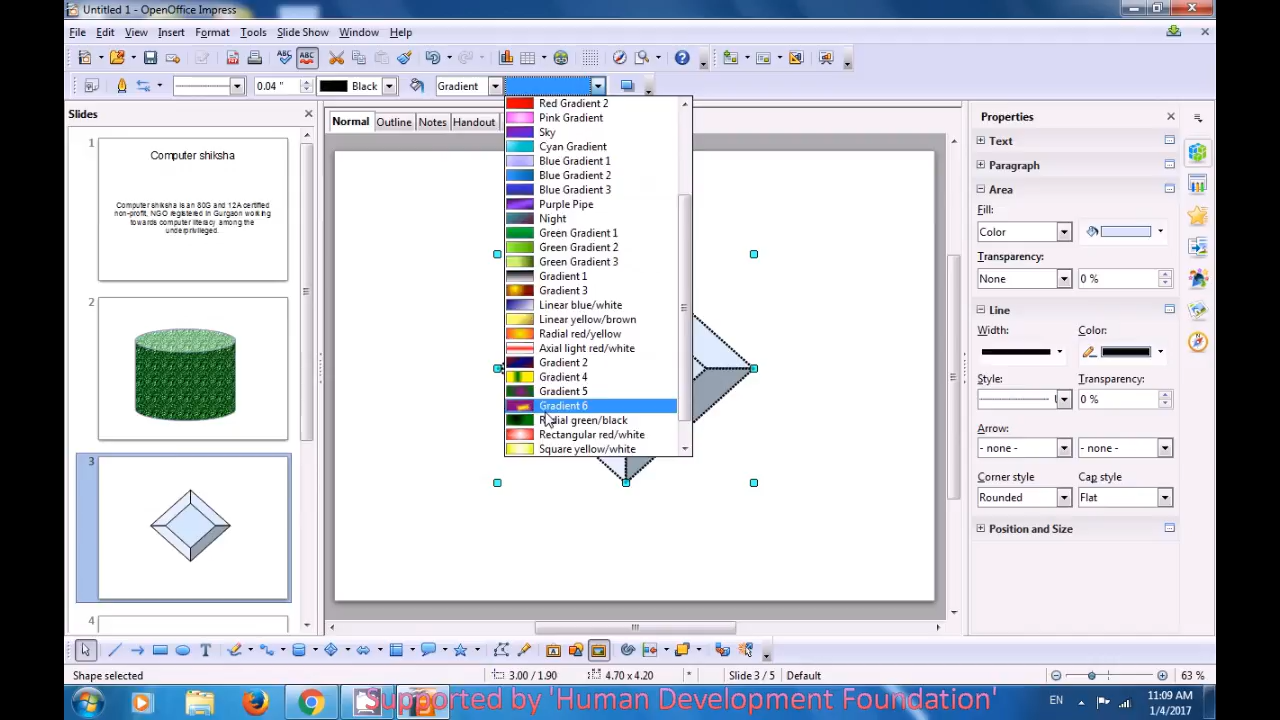 Untitled 1 - OpenOffice Impress
File Edit View Insert Format Tools Slide Show Window Help
0.04 " Black Gradient
Slides
Normal Outline Notes Handout
Properties
1
Computer shiksha
Computer shiksha is an 80G and 12A certified
non-profit, NGO registered in Gurgaon working
towards computer literacy among the
underprivileged.
2
3
4
Red Gradient 2
Pink Gradient
Sky
Cyan Gradient
Blue Gradient 1
Blue Gradient 2
Blue Gradient 3
Purple Pipe
Night
Green Gradient 1
Green Gradient 2
Green Gradient 3
Gradient 1
Gradient 3
Linear blue/white
Linear yellow/brown
Radial red/yellow
Axial light red/white
Gradient 2
Gradient 4
Gradient 5
Gradient 6
Radial green/black
Rectangular red/white
Square yellow/white
Text
Paragraph
Area
Fill:
Color
Transparency:
None 0 %
Line
Width: Color:
Style: Transparency:
0 %
Arrow:
- none - - none -
Corner style Cap style
Rounded Flat
Position and Size
Shape selected 3.00 / 1.90 4.70 x 4.20 * Slide 3 / 5 Default 63 %
Supported by 'Human Development Foundation'
EN 11:09 AM
1/4/2017